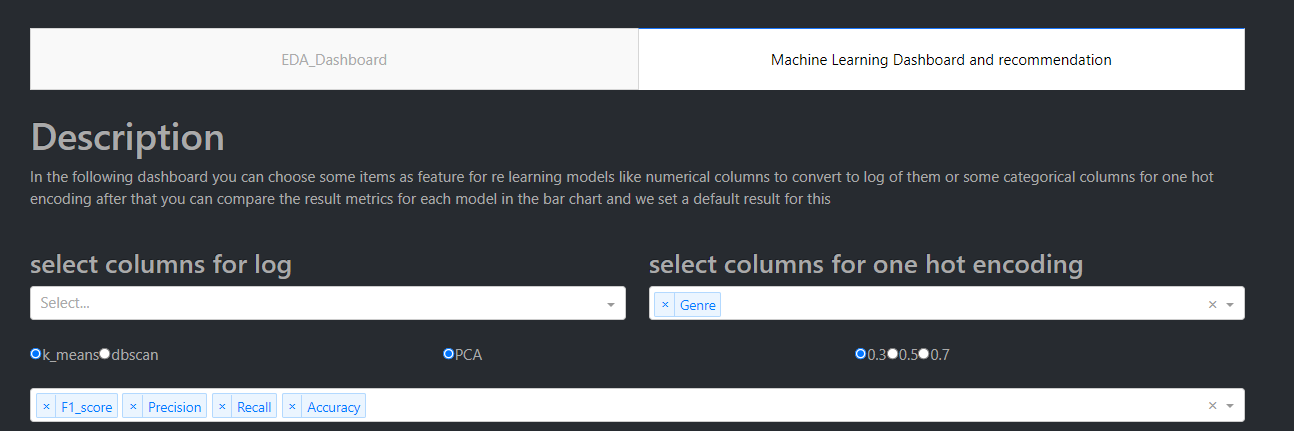 EDA_Dashboard
Machine Learning Dashboard and recommendation
Description
In the following dashboard you can choose some items as feature for re learning models like numerical columns to convert to log of them or some categorical columns for one hot
encoding after that you can compare the result metrics for each model in the bar chart and we set a default result for this
select columns for log
select columns for one hot encoding
Select...
× Genre ×
k_means dbscan
PCA
0.3 0.5 0.7
× F1_score × Precision × Recall × Accuracy ×